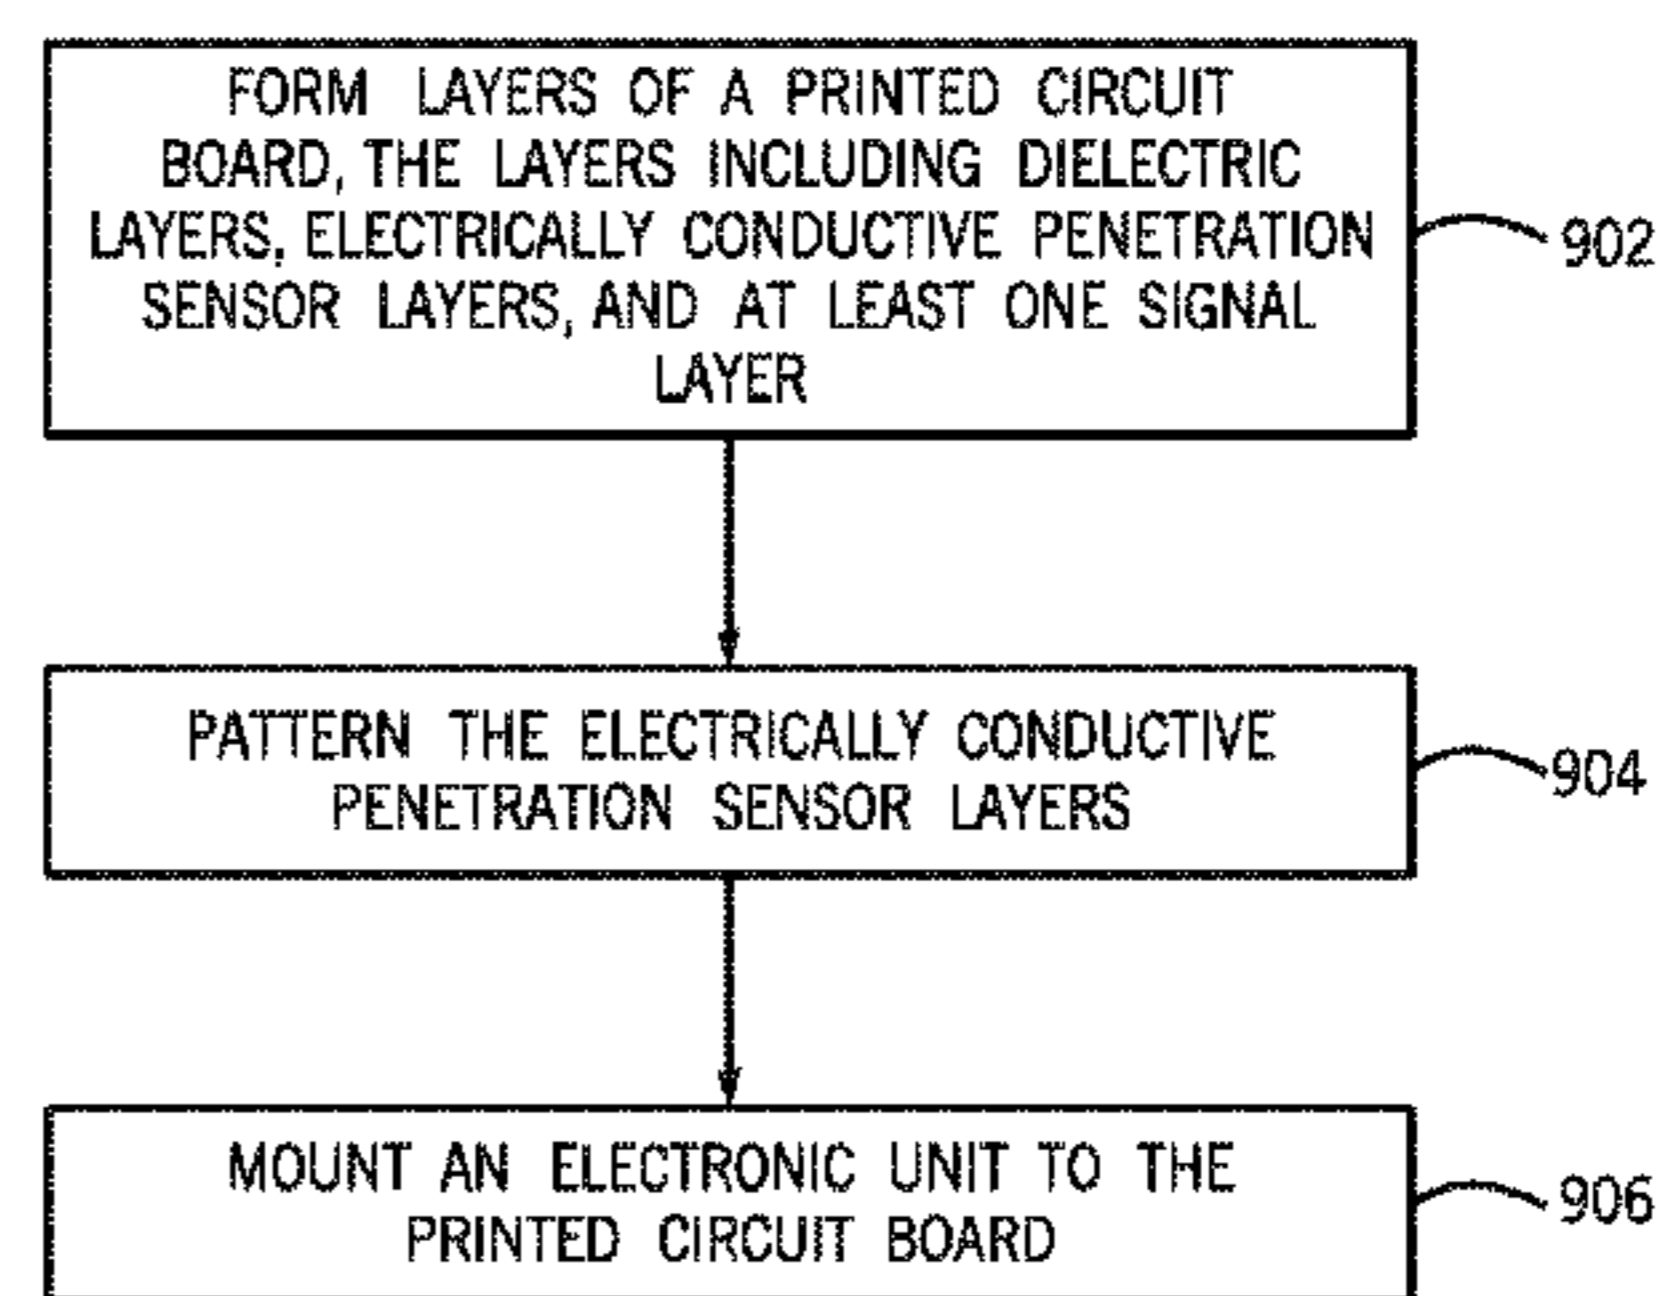 FORM LAYERS OF A PRINTED CIRCUIT
BOARD, THE LAYERS INCLUDING DIELECTRIC
LAYERS, ELECTRICALLY CONDUCTIVE PENETRATION
SENSOR LAYERS, AND AT LEAST ONE SIGNAL
LAYER
902
PATTERN THE ELECTRICALLY CONDUCTIVE
PENETRATION SENSOR LAYERS
904
MOUNT AN ELECTRONIC UNIT TO THE
PRINTED CIRCUIT BOARD
906